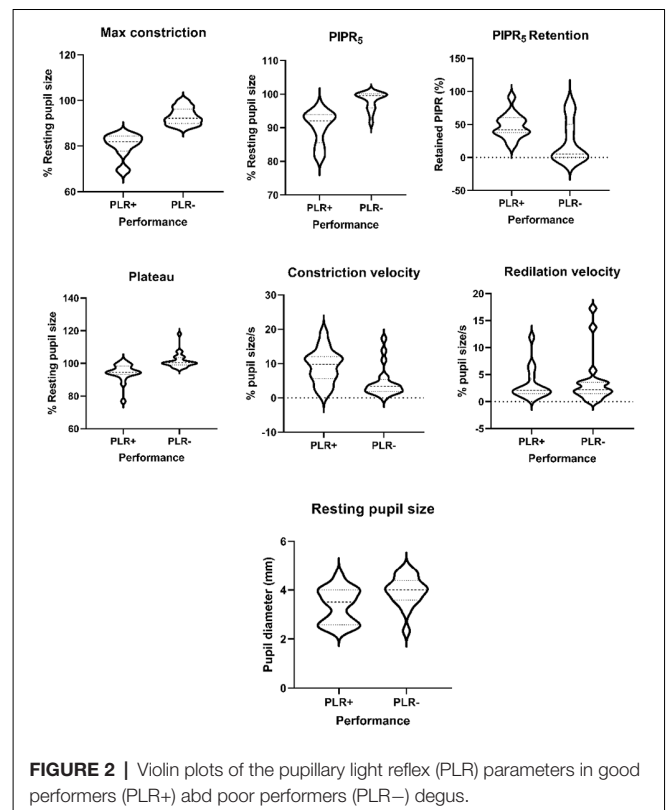 Max constriction
% Resting pupil size
120
100
80
60
PLR+ PLR-
Performance
PIPR5
% Resting pupil size
110
100
90
80
70
PLR+ PLR-
Performance
PIPR5 Retention
Retained PIPR (%)
150
100
50
0
-50
PLR+ PLR-
Performance
Plateau
% Resting pupil size
140
120
100
80
60
PLR+ PLR-
Performance
Constriction velocity
% pupil size/s
30
20
10
0
-10
PLR+ PLR-
Performance
Redilation velocity
% pupil size/s
20
15
10
5
0
-5
PLR+ PLR-
Performance
Resting pupil size
Pupil diameter (mm)
6
4
2
0
PLR+ PLR-
Performance
FIGURE 2 | Violin plots of the pupillary light reflex (PLR) parameters in good
performers (PLR+) abd poor performers (PLR−) degus.